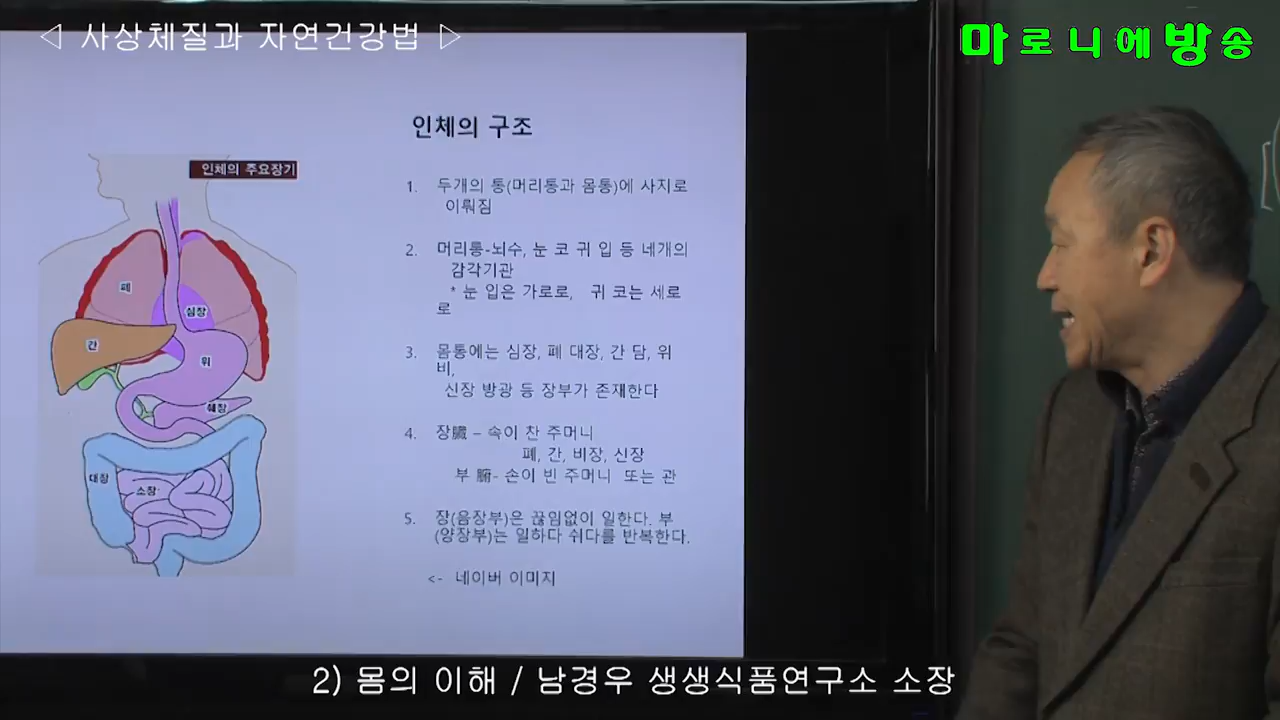 ◁ 사상체질과 자연건강법 ▷
마로니에방송
인체의 구조
인체의 주요장기
1. 두개의 통(머리통과 몸통)에 사지로
이뤄짐
2. 머리통-뇌수, 눈 코 귀 입 등 네개의
감각기관
* 눈 입은 가로로, 귀 코는 세로
로
3. 몸통에는 심장, 폐 대장, 간 담, 위
비,
신장 방광 등 장부가 존재한다
4. 장臟 – 속이 찬 주머니
폐, 간, 비장, 신장
부 腑- 손이 빈 주머니 또는 관
5. 장(음장부)은 끊임없이 일한다. 부
(양장부)는 일하다 쉬다를 반복한다.
<- 네이버 이미지
폐
심장
간
위
췌장
대장
소장
2) 몸의 이해 / 남경우 생생식품연구소 소장